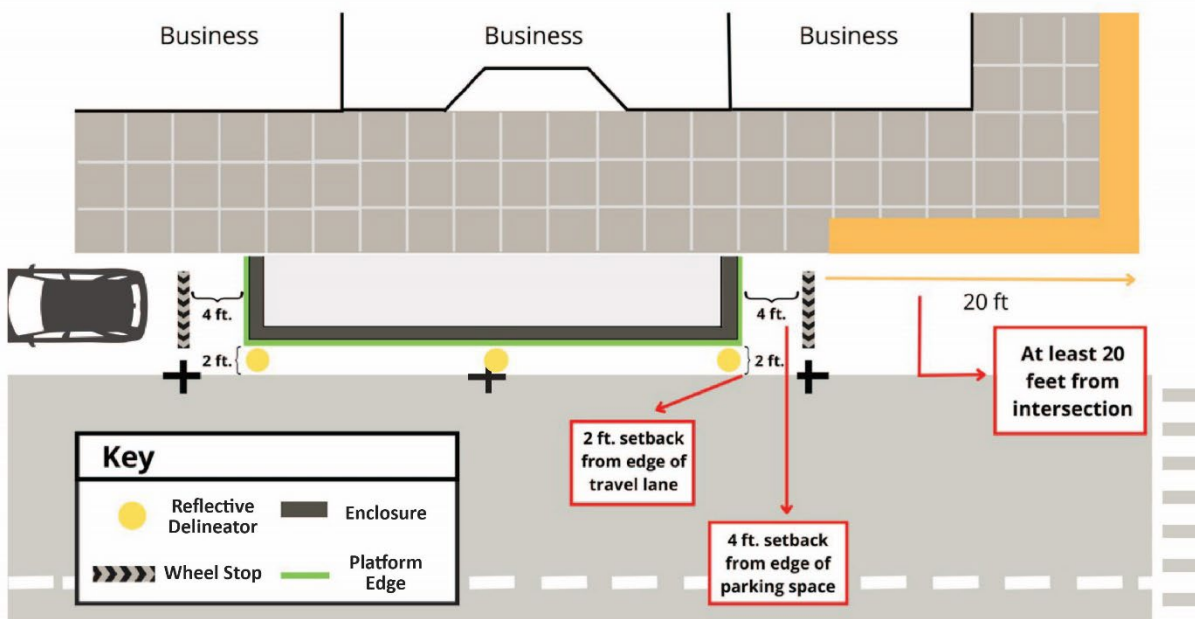 Business
Business
Business
4 ft.
4 ft.
20 ft
2 ft.
2 ft.
At least 20
feet from
intersection
2 ft. setback
from edge of
travel lane
4 ft. setback
from edge of
parking space
Key
Reflective
Delineator
Enclosure
Wheel Stop
Platform
Edge